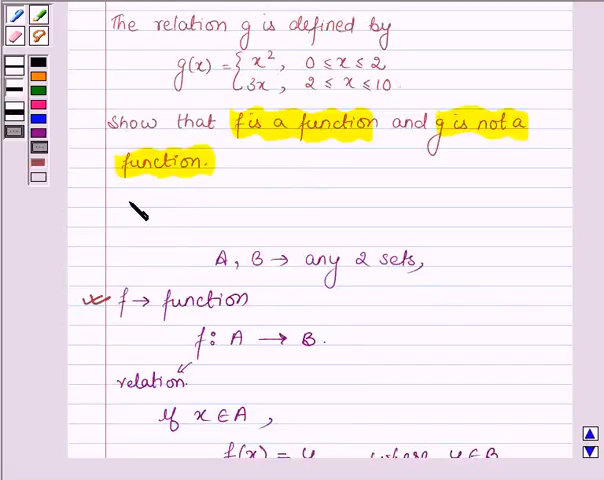 The relation g is defined by
g(x) = { x², 0 ≤ x ≤ 2
3x, 2 ≤ x ≤ 10.
Show that f is a function and g is not a
function.
A, B → any 2 sets,
f → function
f: A → B.
relation
If x ∈ A,
f(x) = y where y ∈ B